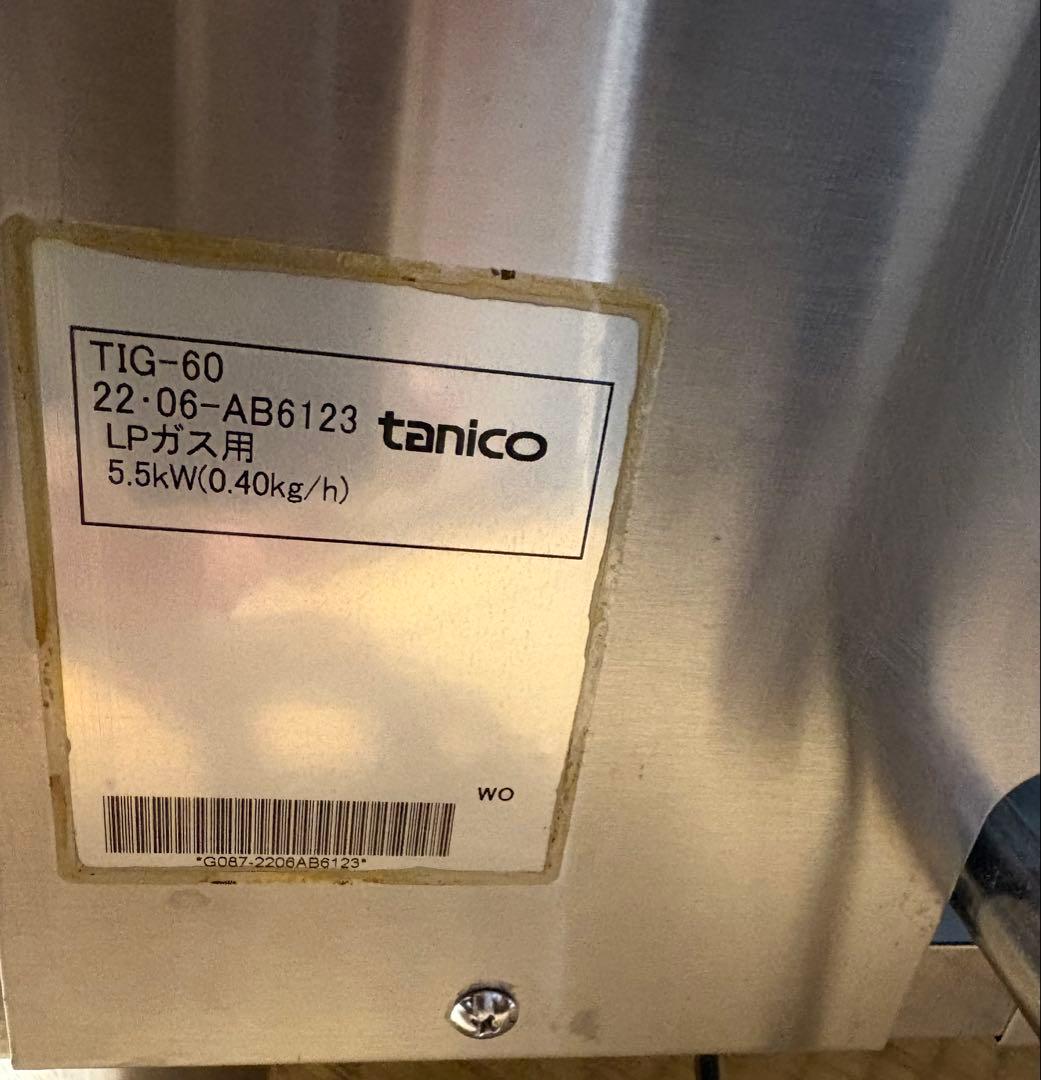 TIG-60
22・06-AB6123
tanico
LPガス用
5.5kW(0.40kg/h)
WO
*G087-2206AB6123*